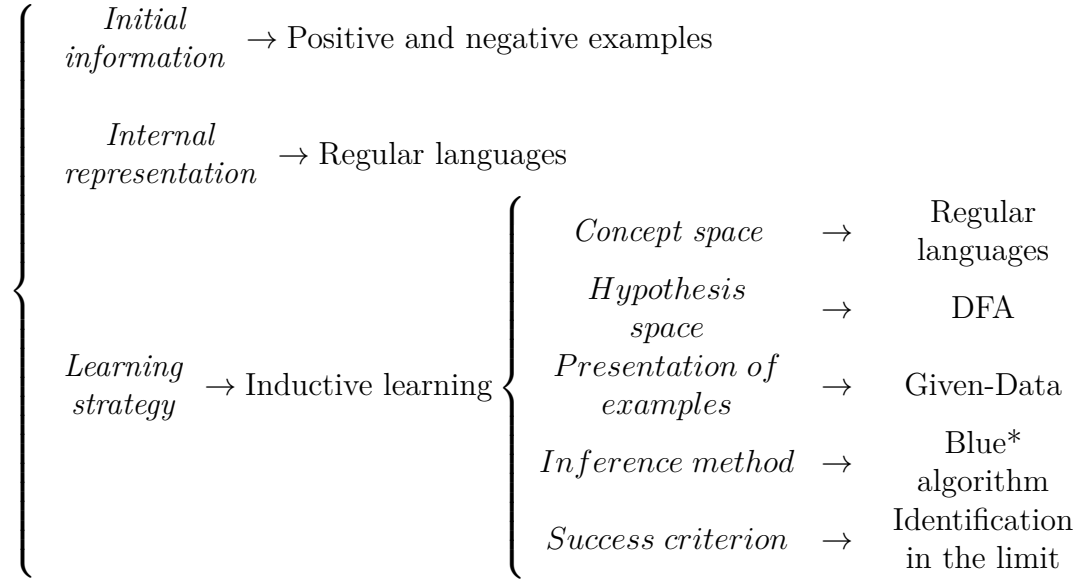 Initial
information → Positive and negative examples
Internal
representation → Regular languages
Learning
strategy → Inductive learning
Concept space → Regular
languages
Hypothesis
space → DFA
Presentation of
examples → Given-Data
Inference method → Blue*
algorithm
Success criterion → Identification
in the limit